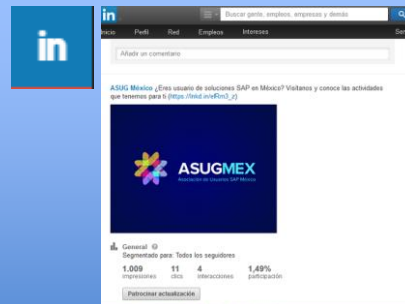 in
in
Buscar gente, empleos, empresas y demás
Inicio Perfil Red Empleos Intereses Ser
Añadir un comentario
ASUG México ¿Eres usuario de soluciones SAP en México? Visítanos y conoce las actividades
que tenemos para ti (https://lnkd.in/efRm3_z)
ASUGMEX
Asociación de Usuarios SAP México
General
Segmentada para: Todos los seguidores
1.009 11 4 1,49%
impresiones clics interacciones participación
Patrocinar actualización